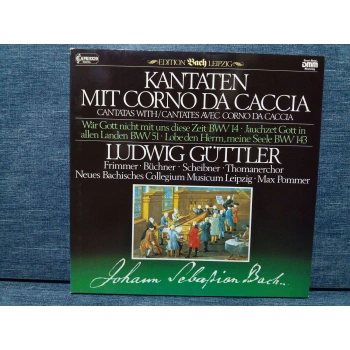 CAPRICCIO
EDITION Bach LEIPZIG
DMM
KANTATEN
MIT CORNO DA CACCIA
CANTATAS WITH / CANTATES AVEC CORNO DA CACCIA
Wär Gott nicht mit uns diese Zeit BWV 14 · Jauchzet Gott in
allen Landen BWV 51 · Lobe den Herrn, meine Seele BWV 143
LUDWIG GÜTTLER
Frimmer · Büchner · Scheibner · Thomanerchor
Neues Bachisches Collegium Musicum Leipzig · Max Pommer
Johann Sebastian Bach